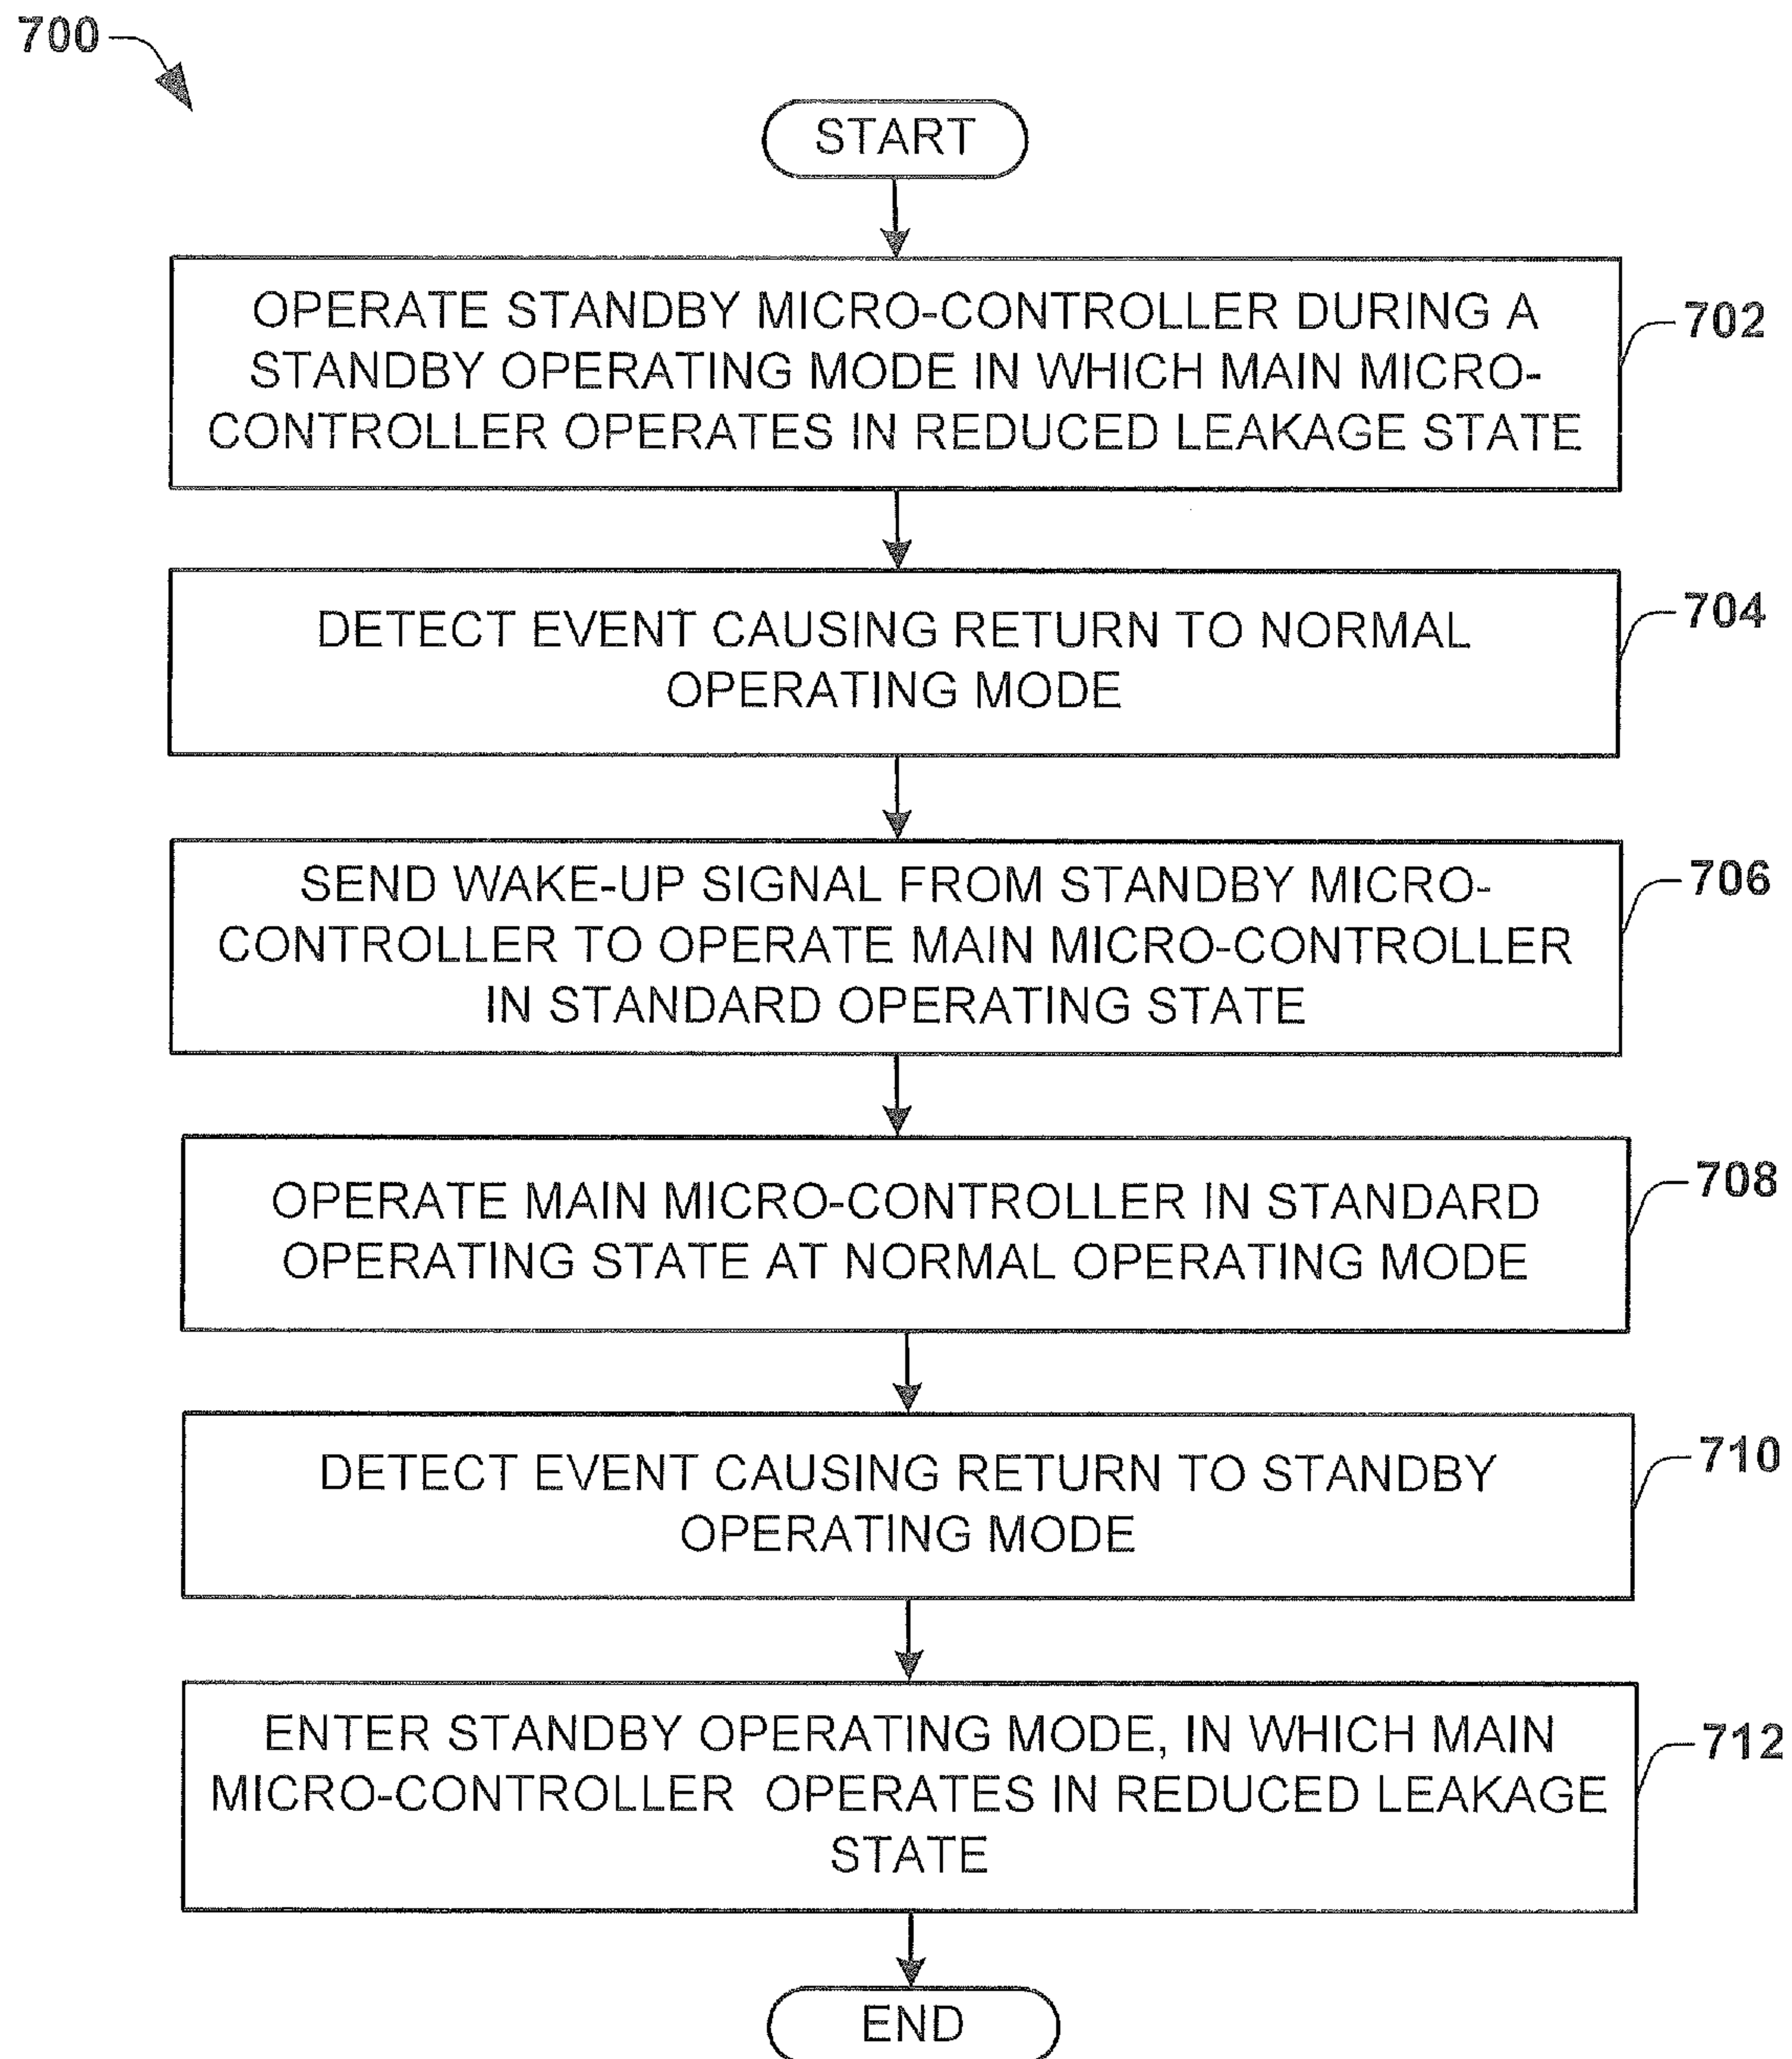 700
START
OPERATE STANDBY MICRO-CONTROLLER DURING A
STANDBY OPERATING MODE IN WHICH MAIN MICRO-
CONTROLLER OPERATES IN REDUCED LEAKAGE STATE
702
DETECT EVENT CAUSING RETURN TO NORMAL
OPERATING MODE
704
SEND WAKE-UP SIGNAL FROM STANDBY MICRO-
CONTROLLER TO OPERATE MAIN MICRO-CONTROLLER
IN STANDARD OPERATING STATE
706
OPERATE MAIN MICRO-CONTROLLER IN STANDARD
OPERATING STATE AT NORMAL OPERATING MODE
708
DETECT EVENT CAUSING RETURN TO STANDBY
OPERATING MODE
710
ENTER STANDBY OPERATING MODE, IN WHICH MAIN
MICRO-CONTROLLER OPERATES IN REDUCED LEAKAGE
STATE
712
END